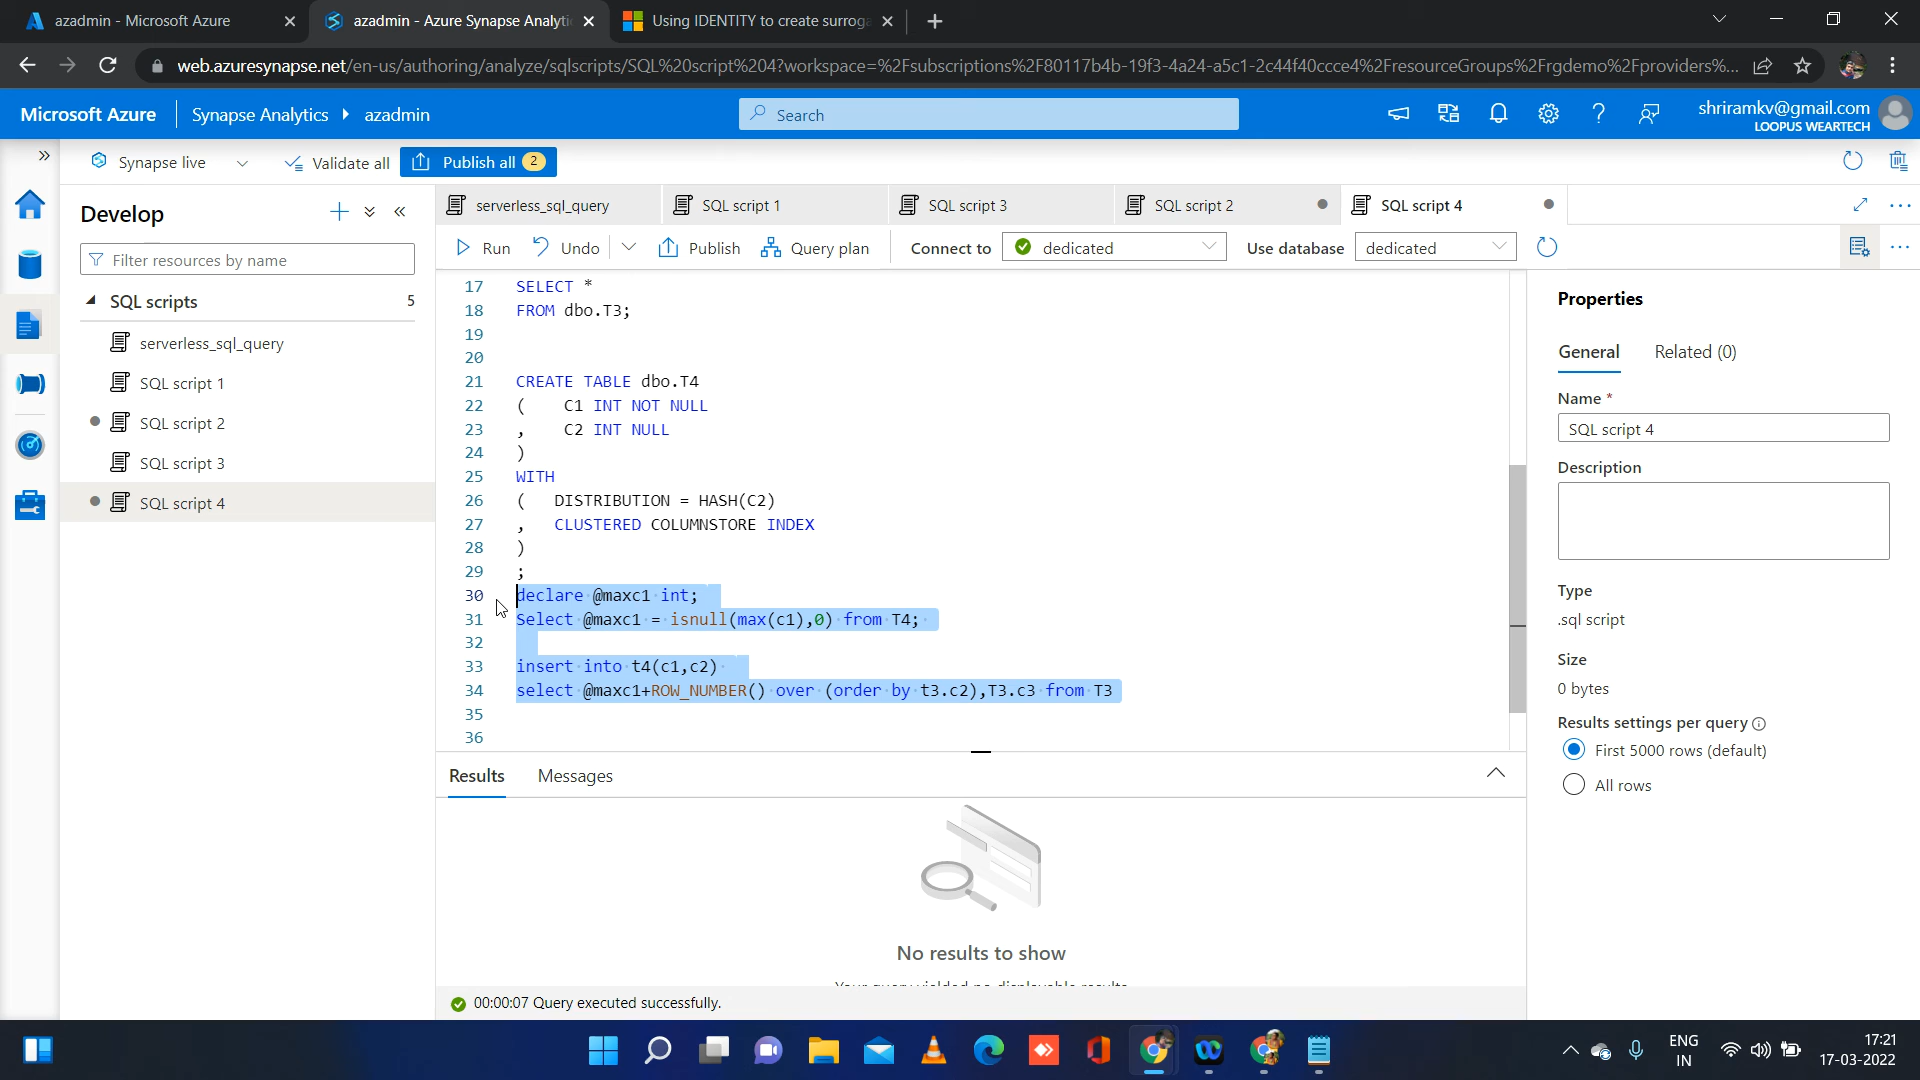 azadmin - Microsoft Azure
azadmin - Azure Synapse Analyti
Using IDENTITY to create surroga
web.azuresynapse.net/en-us/authoring/analyze/sqlscripts/SQL%20script%204?workspace=%2Fsubscriptions%2F80117b4b-19f3-4a24-a5c1-2c44f40ccce4%2FresourceGroups%2Frgdemo%2Fproviders%...
Microsoft Azure
Synapse Analytics
azadmin
Search
shriramkv@gmail.com
LOOPUS WEARTECH
Synapse live
Validate all
Publish all 2
Develop
Filter resources by name
SQL scripts 5
serverless_sql_query
SQL script 1
SQL script 2
SQL script 3
SQL script 4
serverless_sql_query
SQL script 1
SQL script 3
SQL script 2
SQL script 4
Run
Undo
Publish
Query plan
Connect to
dedicated
Use database
dedicated
17 SELECT *
18 FROM dbo.T3;
19
20
21 CREATE TABLE dbo.T4
22 ( C1 INT NOT NULL
23 , C2 INT NULL
24 )
25 WITH
26 ( DISTRIBUTION = HASH(C2)
27 , CLUSTERED COLUMNSTORE INDEX
28 )
29 ;
30 declare @maxc1 int;
31 Select @maxc1 = isnull(max(c1),0) from T4;
32
33 insert into t4(c1,c2)
34 select @maxc1+ROW_NUMBER() over (order by t3.c2),T3.c3 from T3
35
36
Results
Messages
No results to show
Your query yielded no displayable results
00:00:07 Query executed successfully.
Properties
General
Related (0)
Name *
SQL script 4
Description
Type
.sql script
Size
0 bytes
Results settings per query
First 5000 rows (default)
All rows
ENG
IN
17:21
17-03-2022